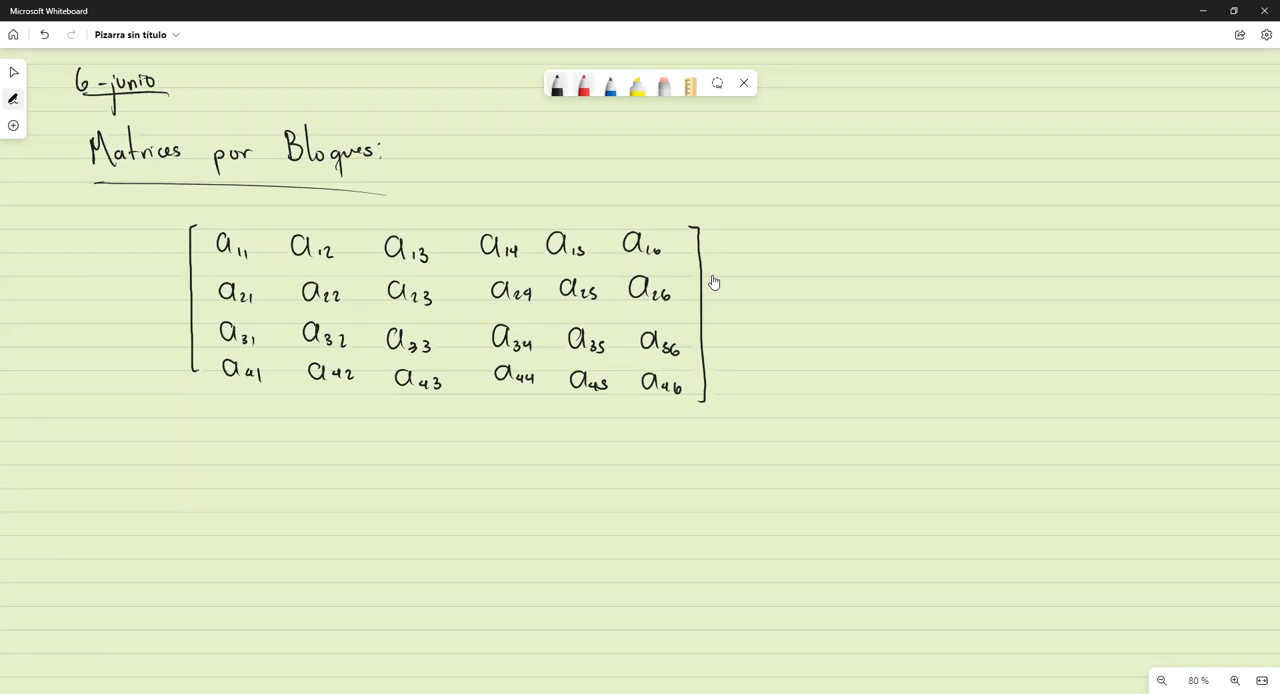 Microsoft Whiteboard
Pizarra sin título
6-junio
Matrices por Bloques:
a11 a12 a13 a14 a15 a16
a21 a22 a23 a24 a25 a26
a31 a32 a33 a34 a35 a36
a41 a42 a43 a44 a45 a46
80 %